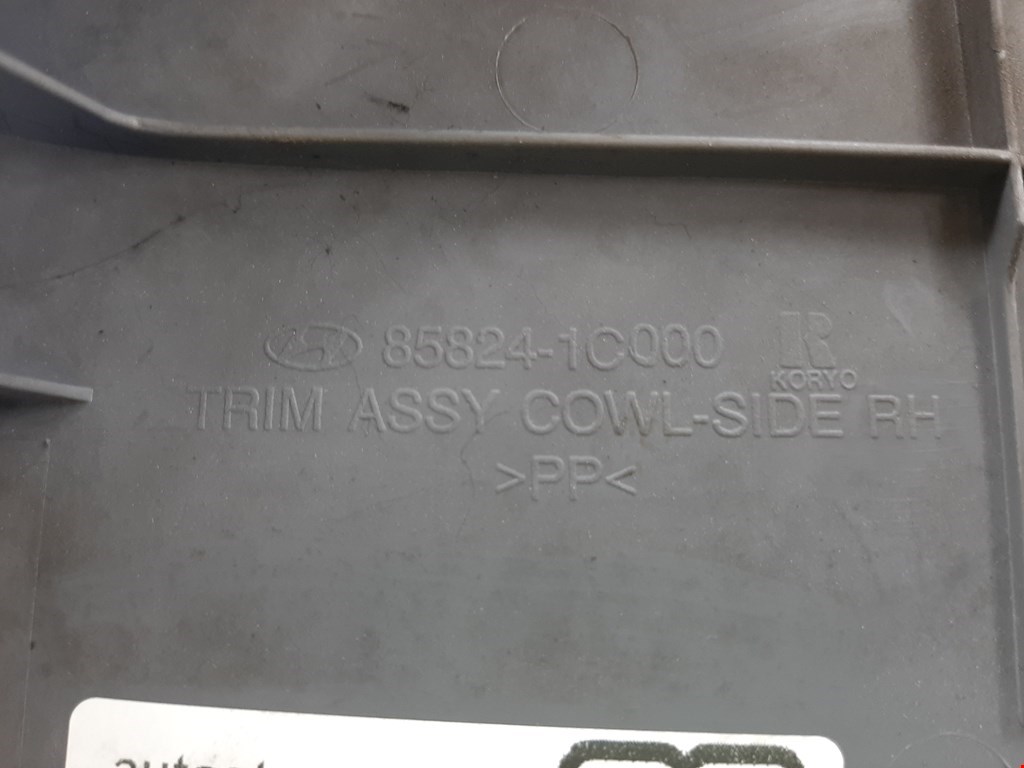 85824-1C000
KORYO
TRIM ASSY COWL-SIDE RH
>PP<